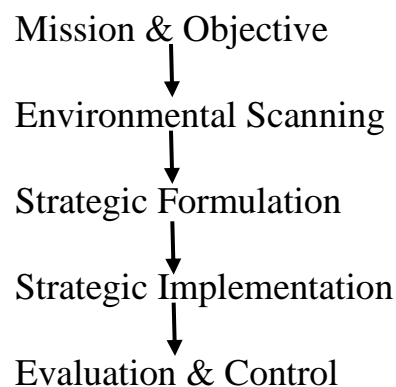 Mission & Objective
Environmental Scanning
Strategic Formulation
Strategic Implementation
Evaluation & Control